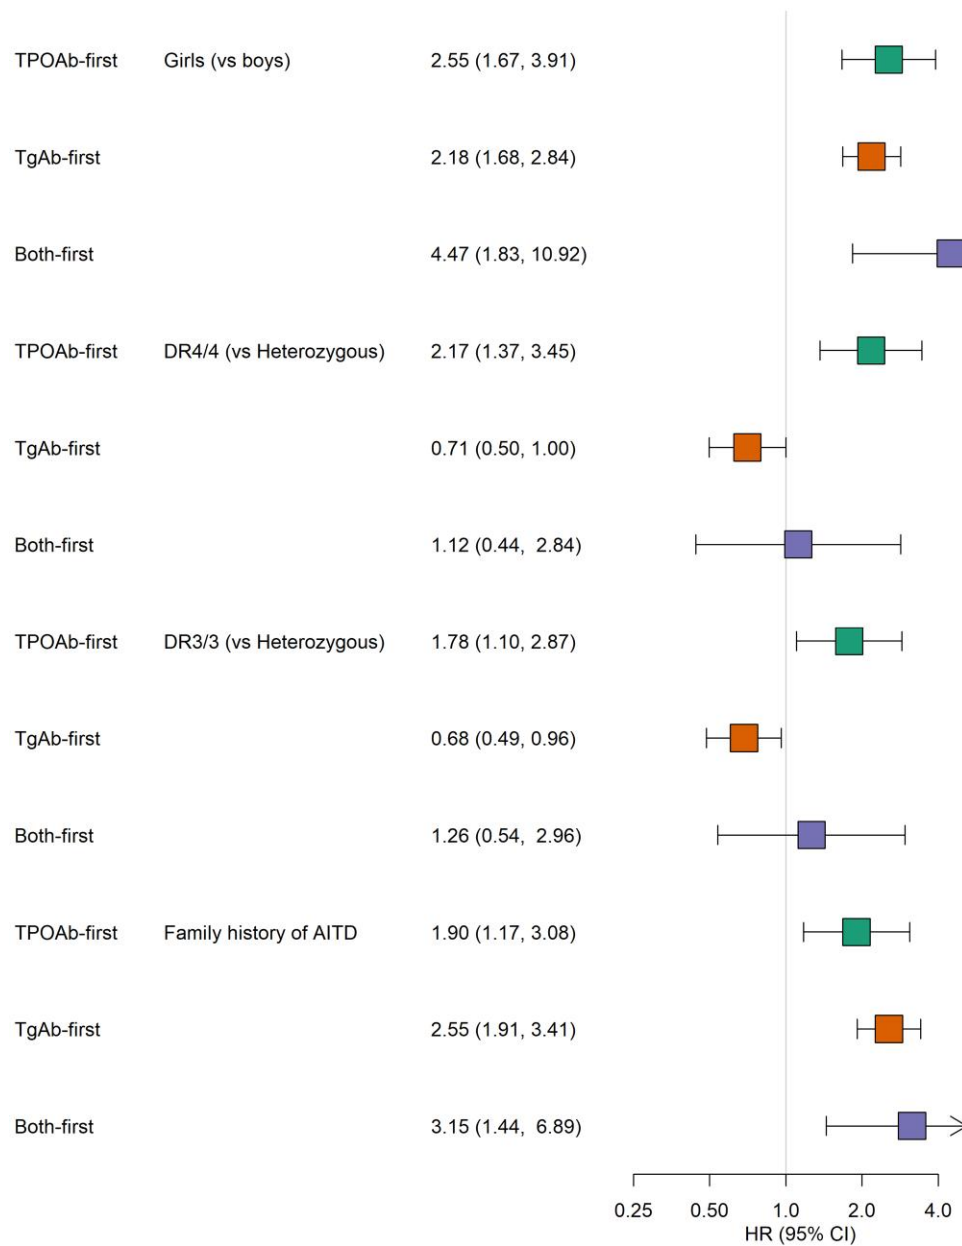 TPOAb-first Girls (vs boys) 2.55 (1.67, 3.91)
TgAb-first 2.18 (1.68, 2.84)
Both-first 4.47 (1.83, 10.92)
TPOAb-first DR4/4 (vs Heterozygous) 2.17 (1.37, 3.45)
TgAb-first 0.71 (0.50, 1.00)
Both-first 1.12 (0.44, 2.84)
TPOAb-first DR3/3 (vs Heterozygous) 1.78 (1.10, 2.87)
TgAb-first 0.68 (0.49, 0.96)
Both-first 1.26 (0.54, 2.96)
TPOAb-first Family history of AITD 1.90 (1.17, 3.08)
TgAb-first 2.55 (1.91, 3.41)
Both-first 3.15 (1.44, 6.89)
0.25 0.50 1.0 2.0 4.0
HR (95% CI)